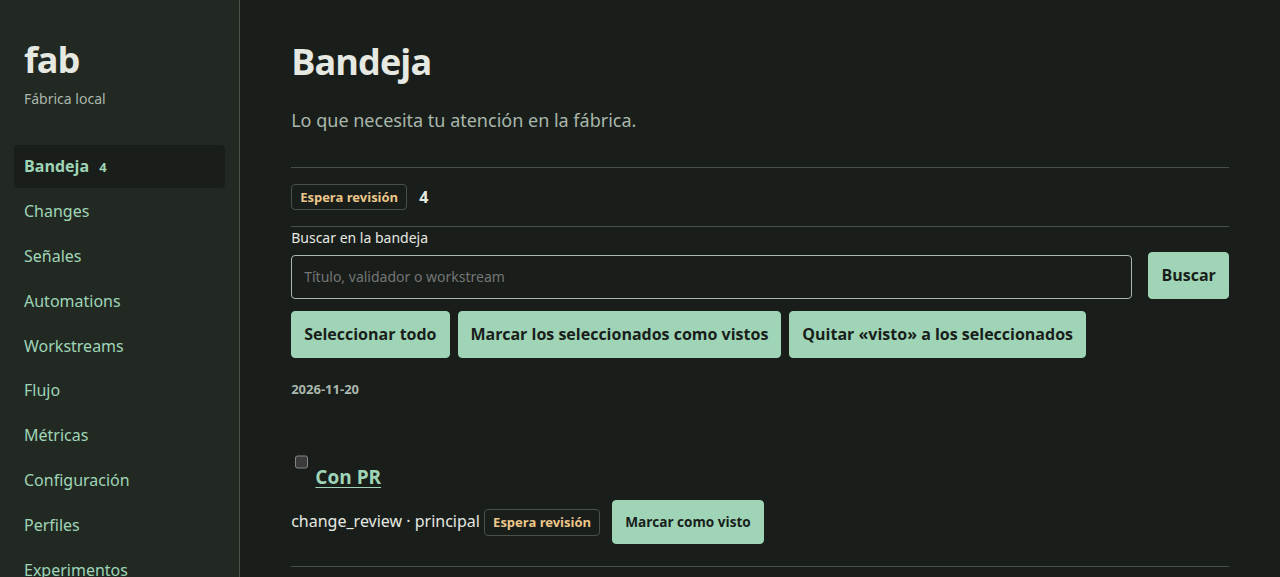 fab
Fábrica local
Bandeja 4
Changes
Señales
Automations
Workstreams
Flujo
Métricas
Configuración
Perfiles
Experimentos
Bandeja
Lo que necesita tu atención en la fábrica.
Espera revisión 4
Buscar en la bandeja
Título, validador o workstream
Buscar
Seleccionar todo
Marcar los seleccionados como vistos
Quitar «visto» a los seleccionados
2026-11-20
Con PR
change_review · principal Espera revisión Marcar como visto